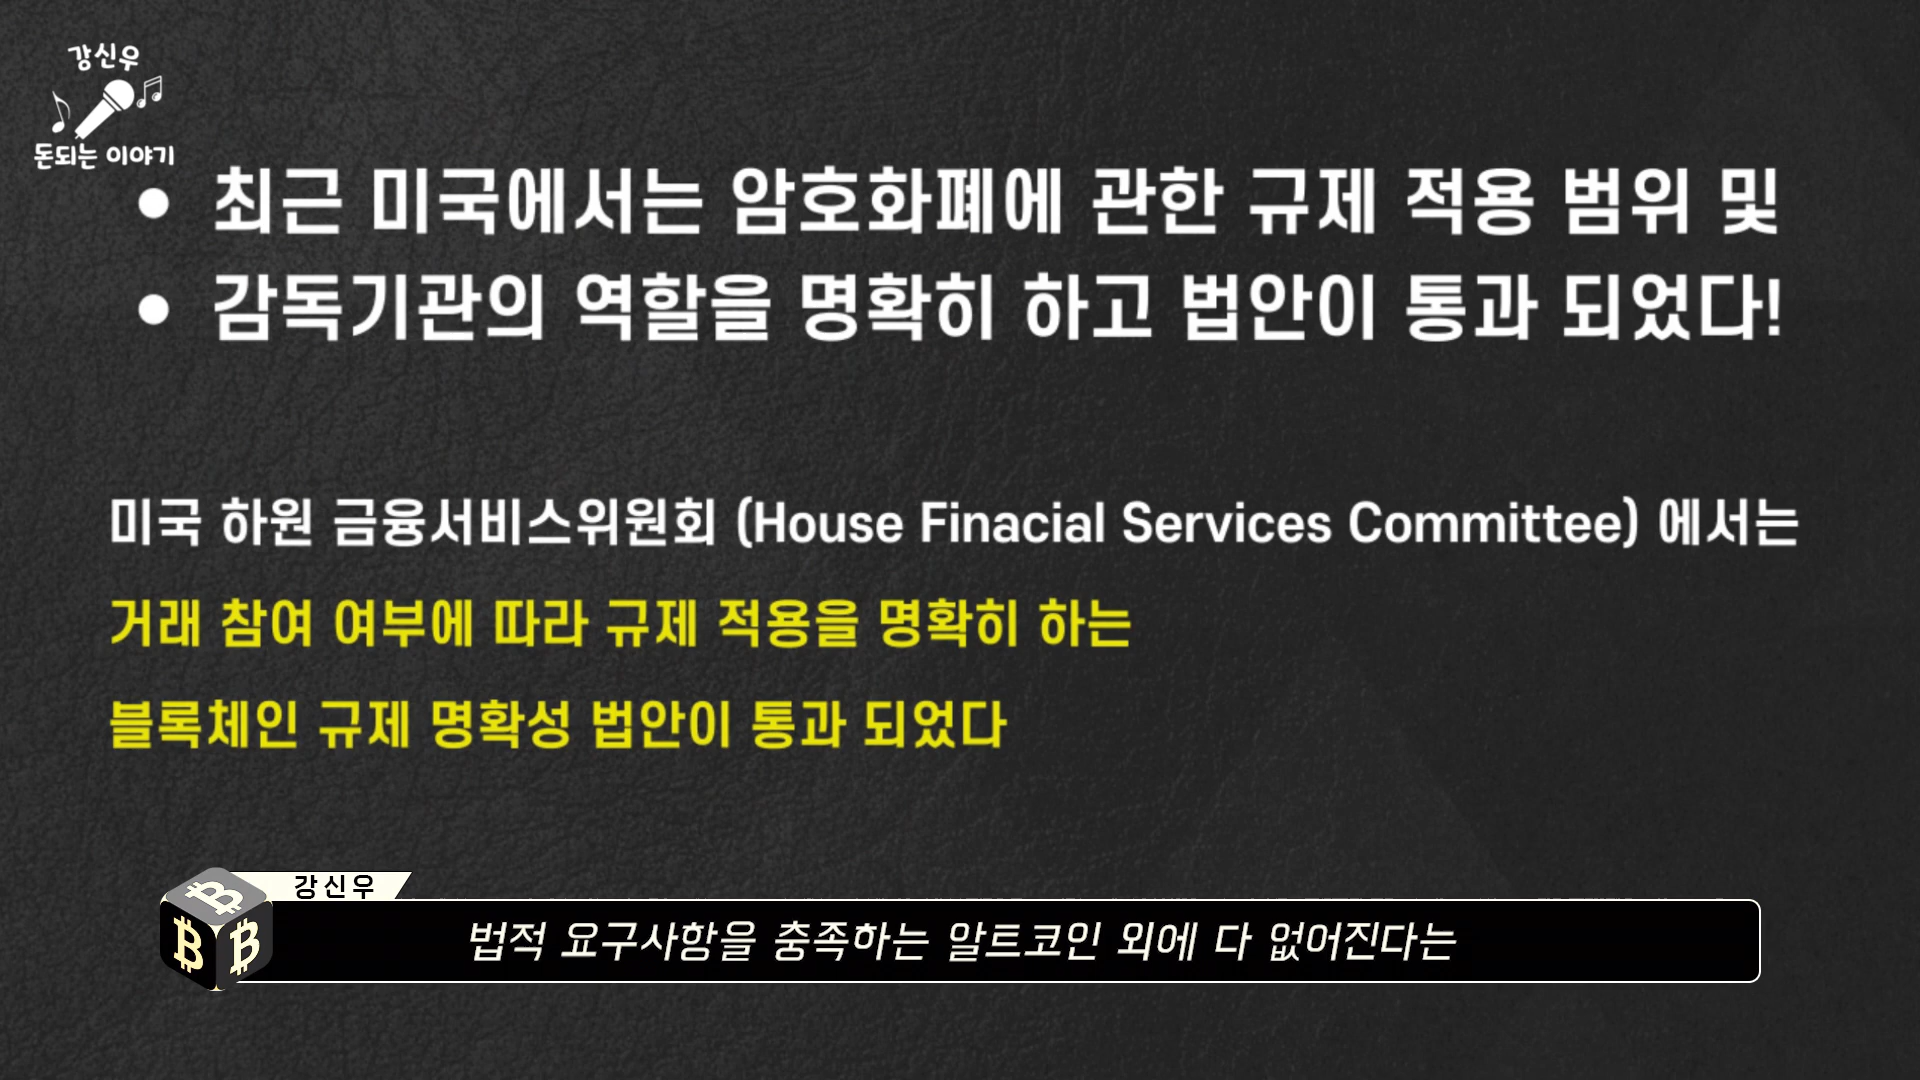 강신우
돈되는 이야기
• 최근 미국에서는 암호화폐에 관한 규제 적용 범위 및
• 감독기관의 역할을 명확히 하고 법안이 통과 되었다!
미국 하원 금융서비스위원회 (House Finacial Services Committee) 에서는
거래 참여 여부에 따라 규제 적용을 명확히 하는
블록체인 규제 명확성 법안이 통과 되었다
강신우
법적 요구사항을 충족하는 알트코인 외에 다 없어진다는